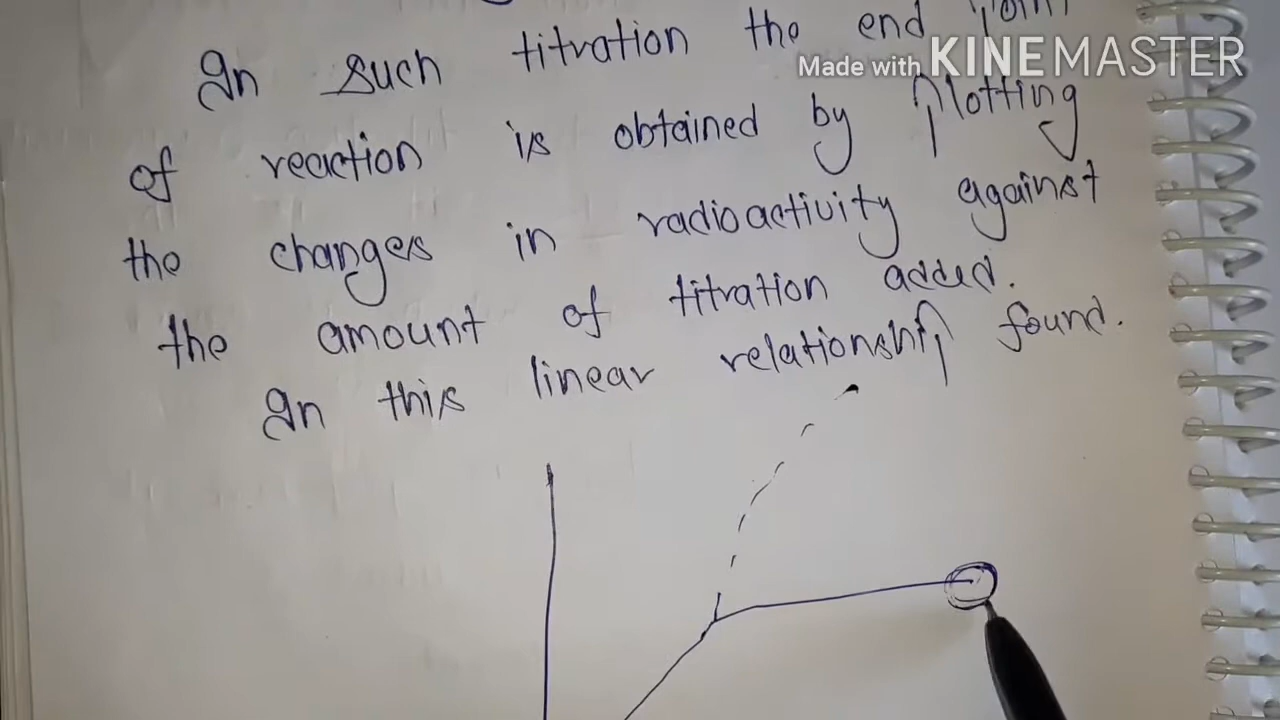 In such titration the end point
Made with KINEMASTER
of reaction is obtained by plotting
the changes in radioactivity against
the amount of titration added.
In this linear relationship found.